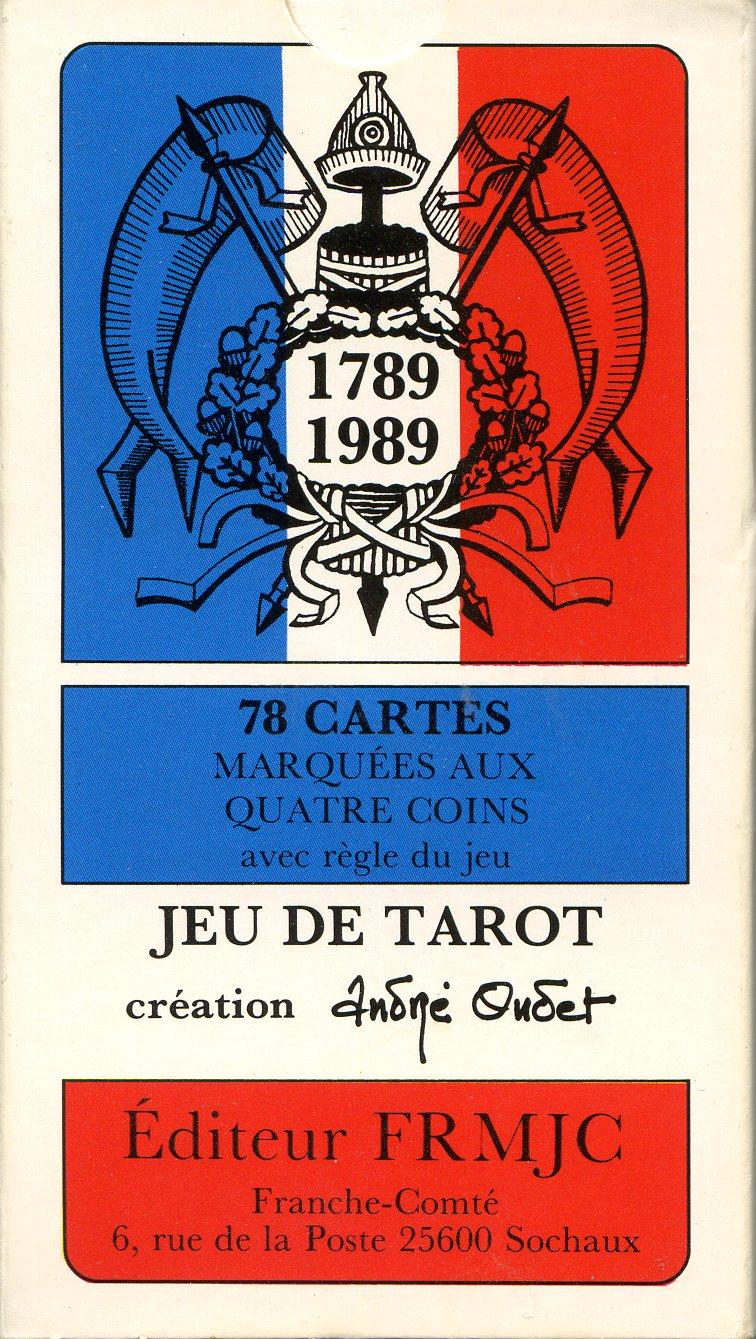 1789
1989
78 CARTES
MARQUÉES AUX
QUATRE COINS
avec règle du jeu
JEU DE TAROT
création André Oudet
Éditeur FRMJC
Franche-Comté
6, rue de la Poste 25600 Sochaux